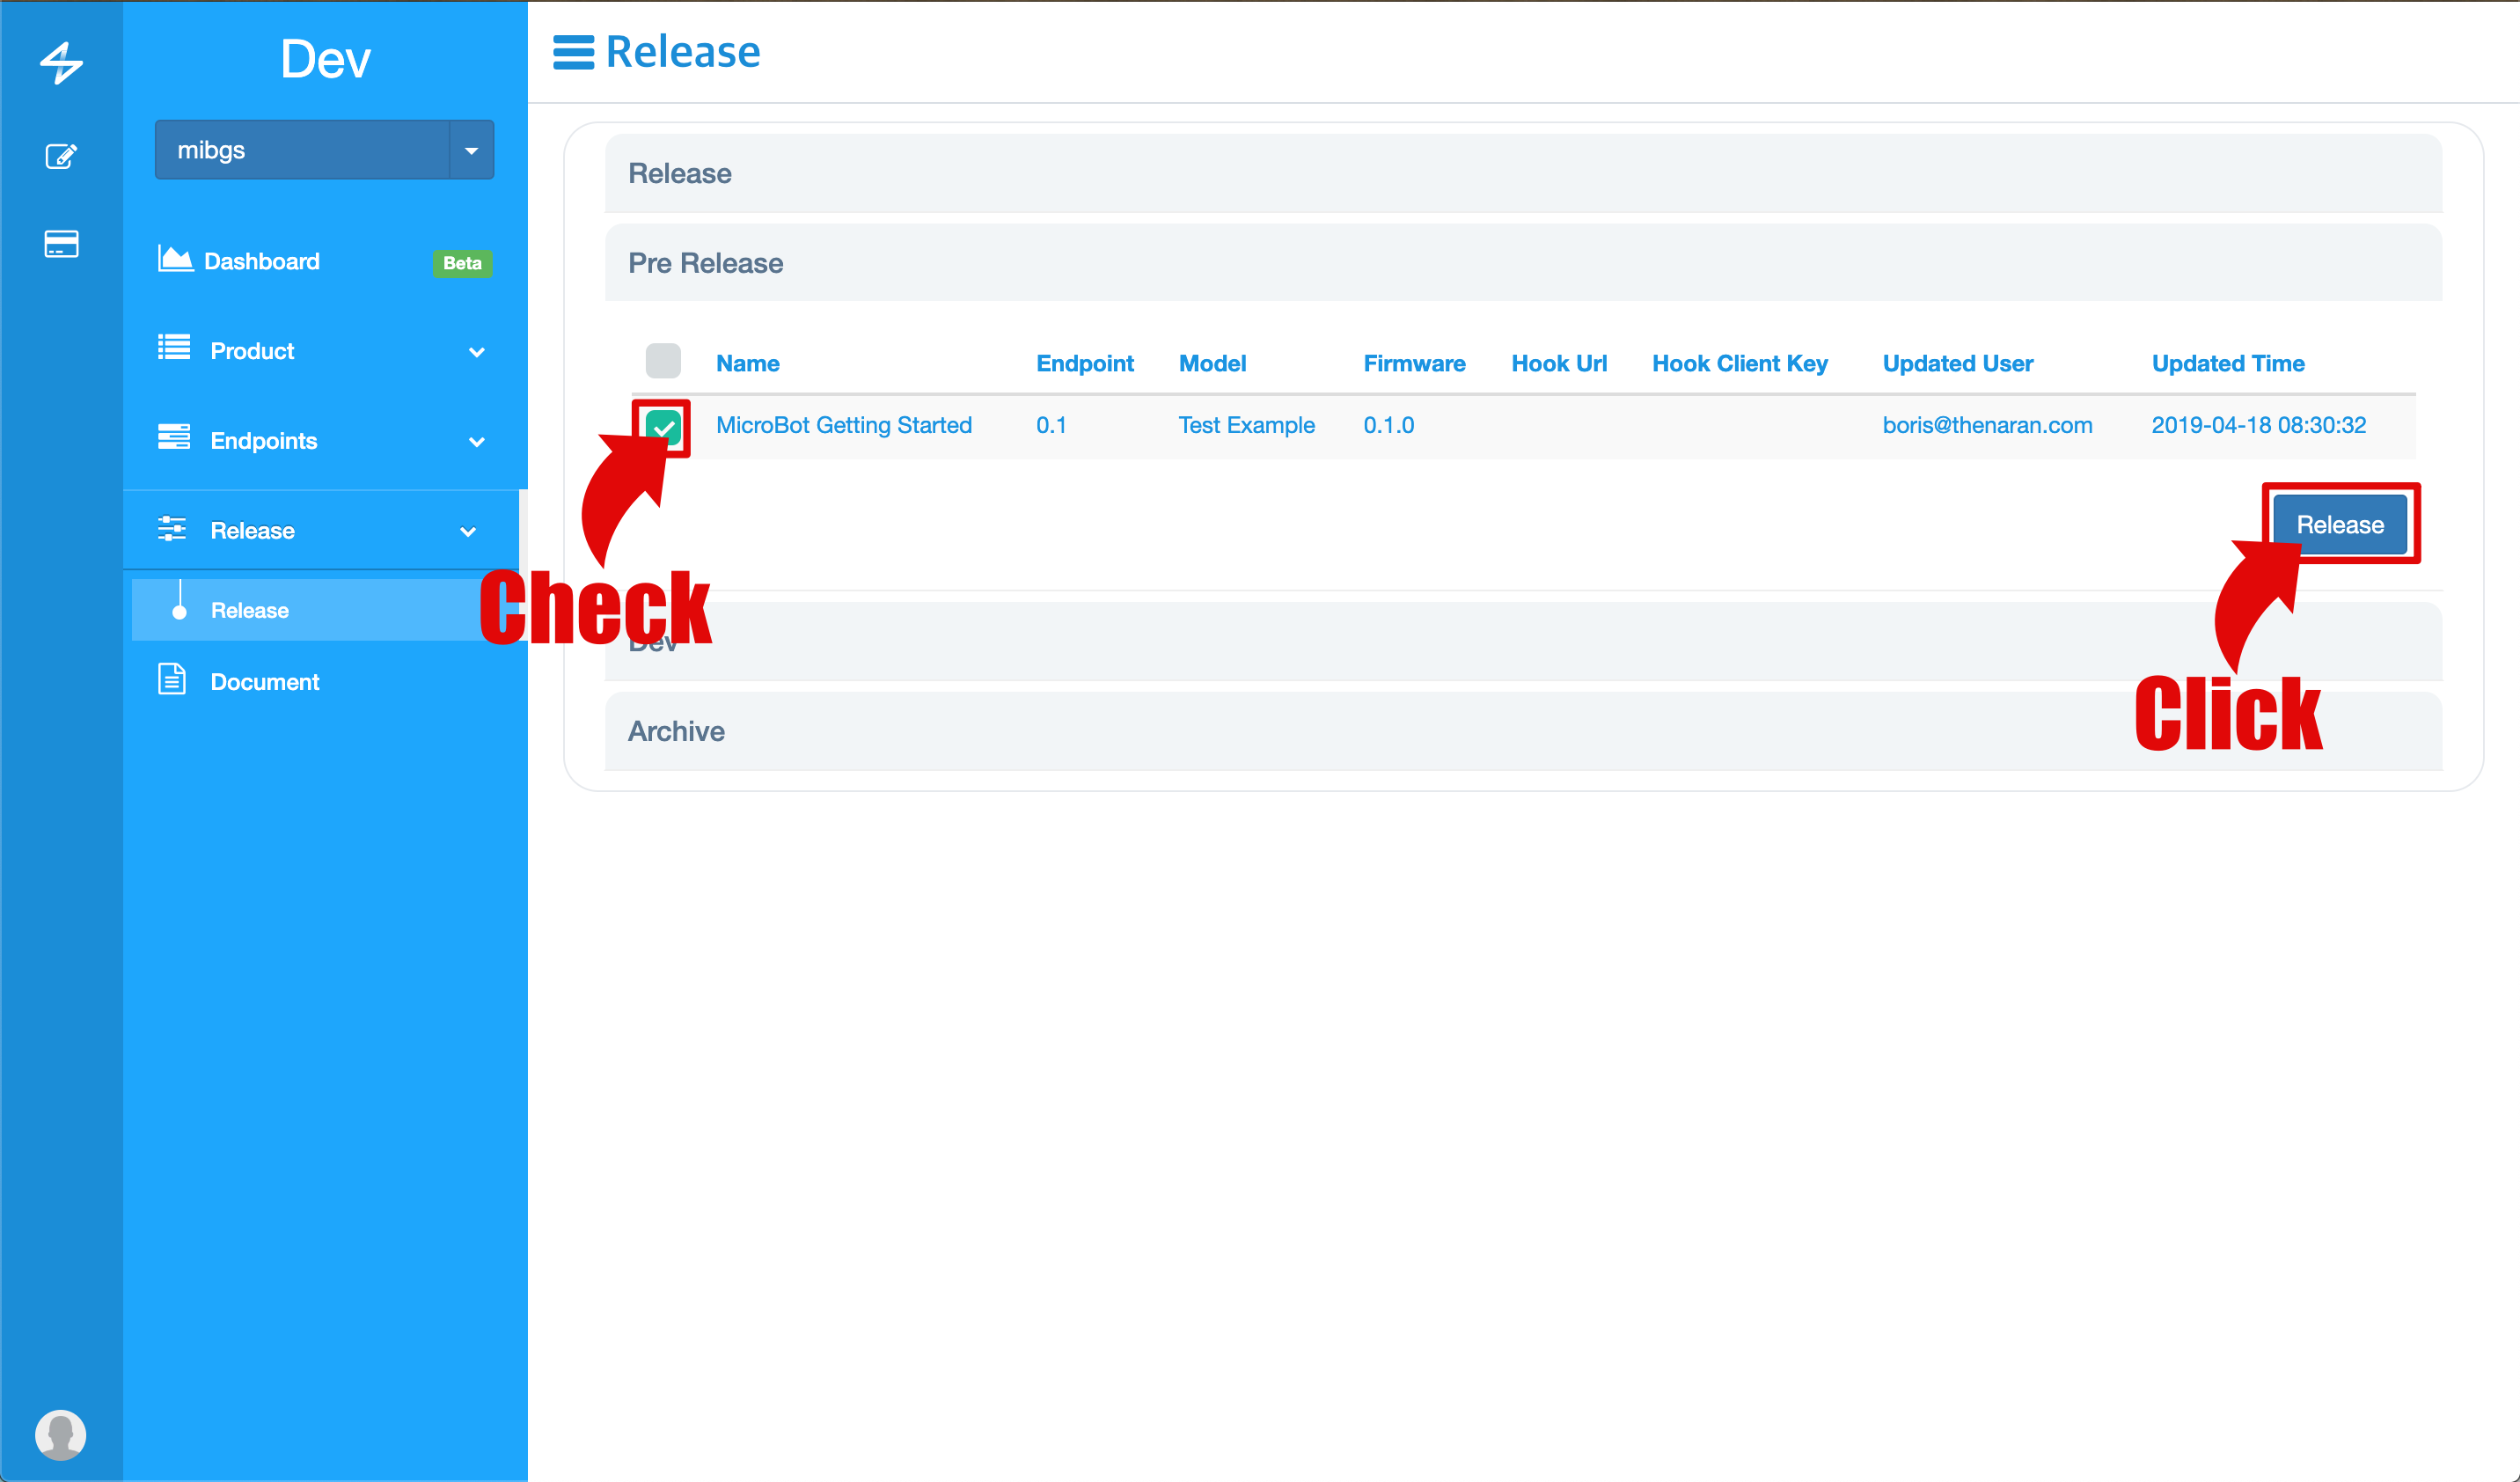 Dev
mibgs
Dashboard Beta
Product
Endpoints
Release
Release
Document
Release
Release
Pre Release
Name Endpoint Model Firmware Hook Url Hook Client Key Updated User Updated Time
MicroBot Getting Started 0.1 Test Example 0.1.0 boris@thenaran.com 2019-04-18 08:30:32
Release
Check
Dev
Click
Archive